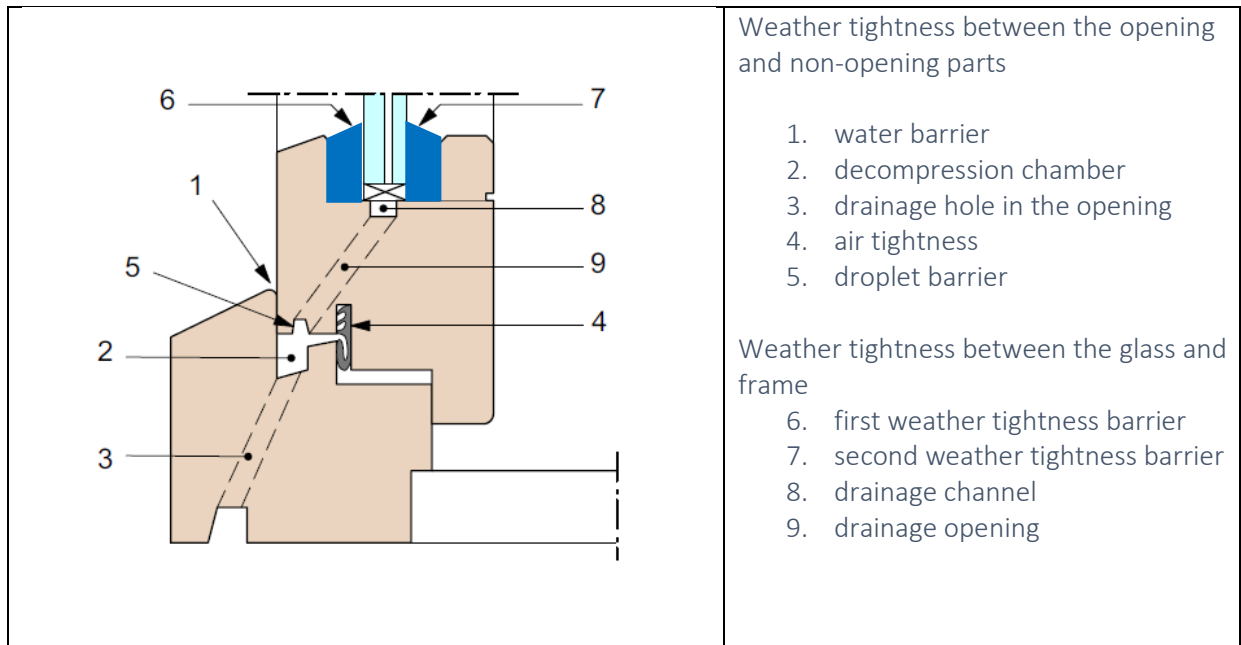 6
7
1
8
5
9
4
2
3
Weather tightness between the opening
and non-opening parts
1. water barrier
2. decompression chamber
3. drainage hole in the opening
4. air tightness
5. droplet barrier
Weather tightness between the glass and
frame
6. first weather tightness barrier
7. second weather tightness barrier
8. drainage channel
9. drainage opening